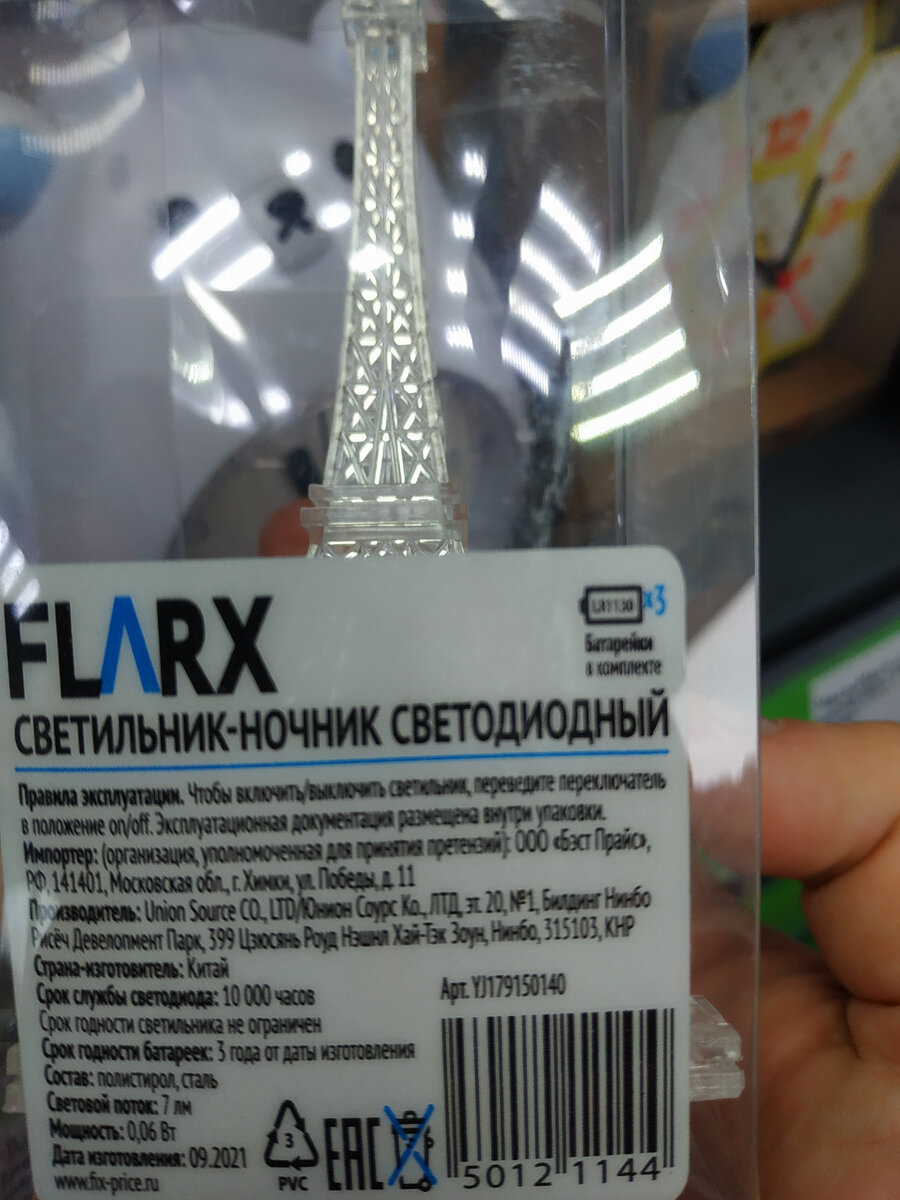 12
FLARX
LR1130 x3
Батарейки
в комплекте
СВЕТИЛЬНИК-НОЧНИК СВЕТОДИОДНЫЙ
Правила эксплуатации. Чтобы включить/выключить светильник, переведите переключатель
в положение on/off. Эксплуатационная документация размещена внутри упаковки.
Импортер: (организация, уполномоченная для принятия претензий): ООО «Бэст Прайс»,
РФ, 141401, Московская обл., г. Химки, ул. Победы, д. 11
Производитель: Union Source CO., LTD/Юнион Соурс Ко., ЛТД, эт. 20, №1, Билдинг Нинбо
Рисёч Девелопмент Парк, 399 Цзюсянь Роуд Нэшнл Хай-Тэк Зоун, Нинбо, 315103, КНР
Страна-изготовитель: Китай
Срок службы светодиода: 10 000 часов
Срок годности светильника не ограничен
Срок годности батареек: 3 года от даты изготовления
Состав: полистирол, сталь
Световой поток: 7 лм
Мощность: 0,06 Вт
Дата изготовления: 09.2021
www.fix-price.ru
Арт. YJ179150140
3
PVC
EAC
5012 1144